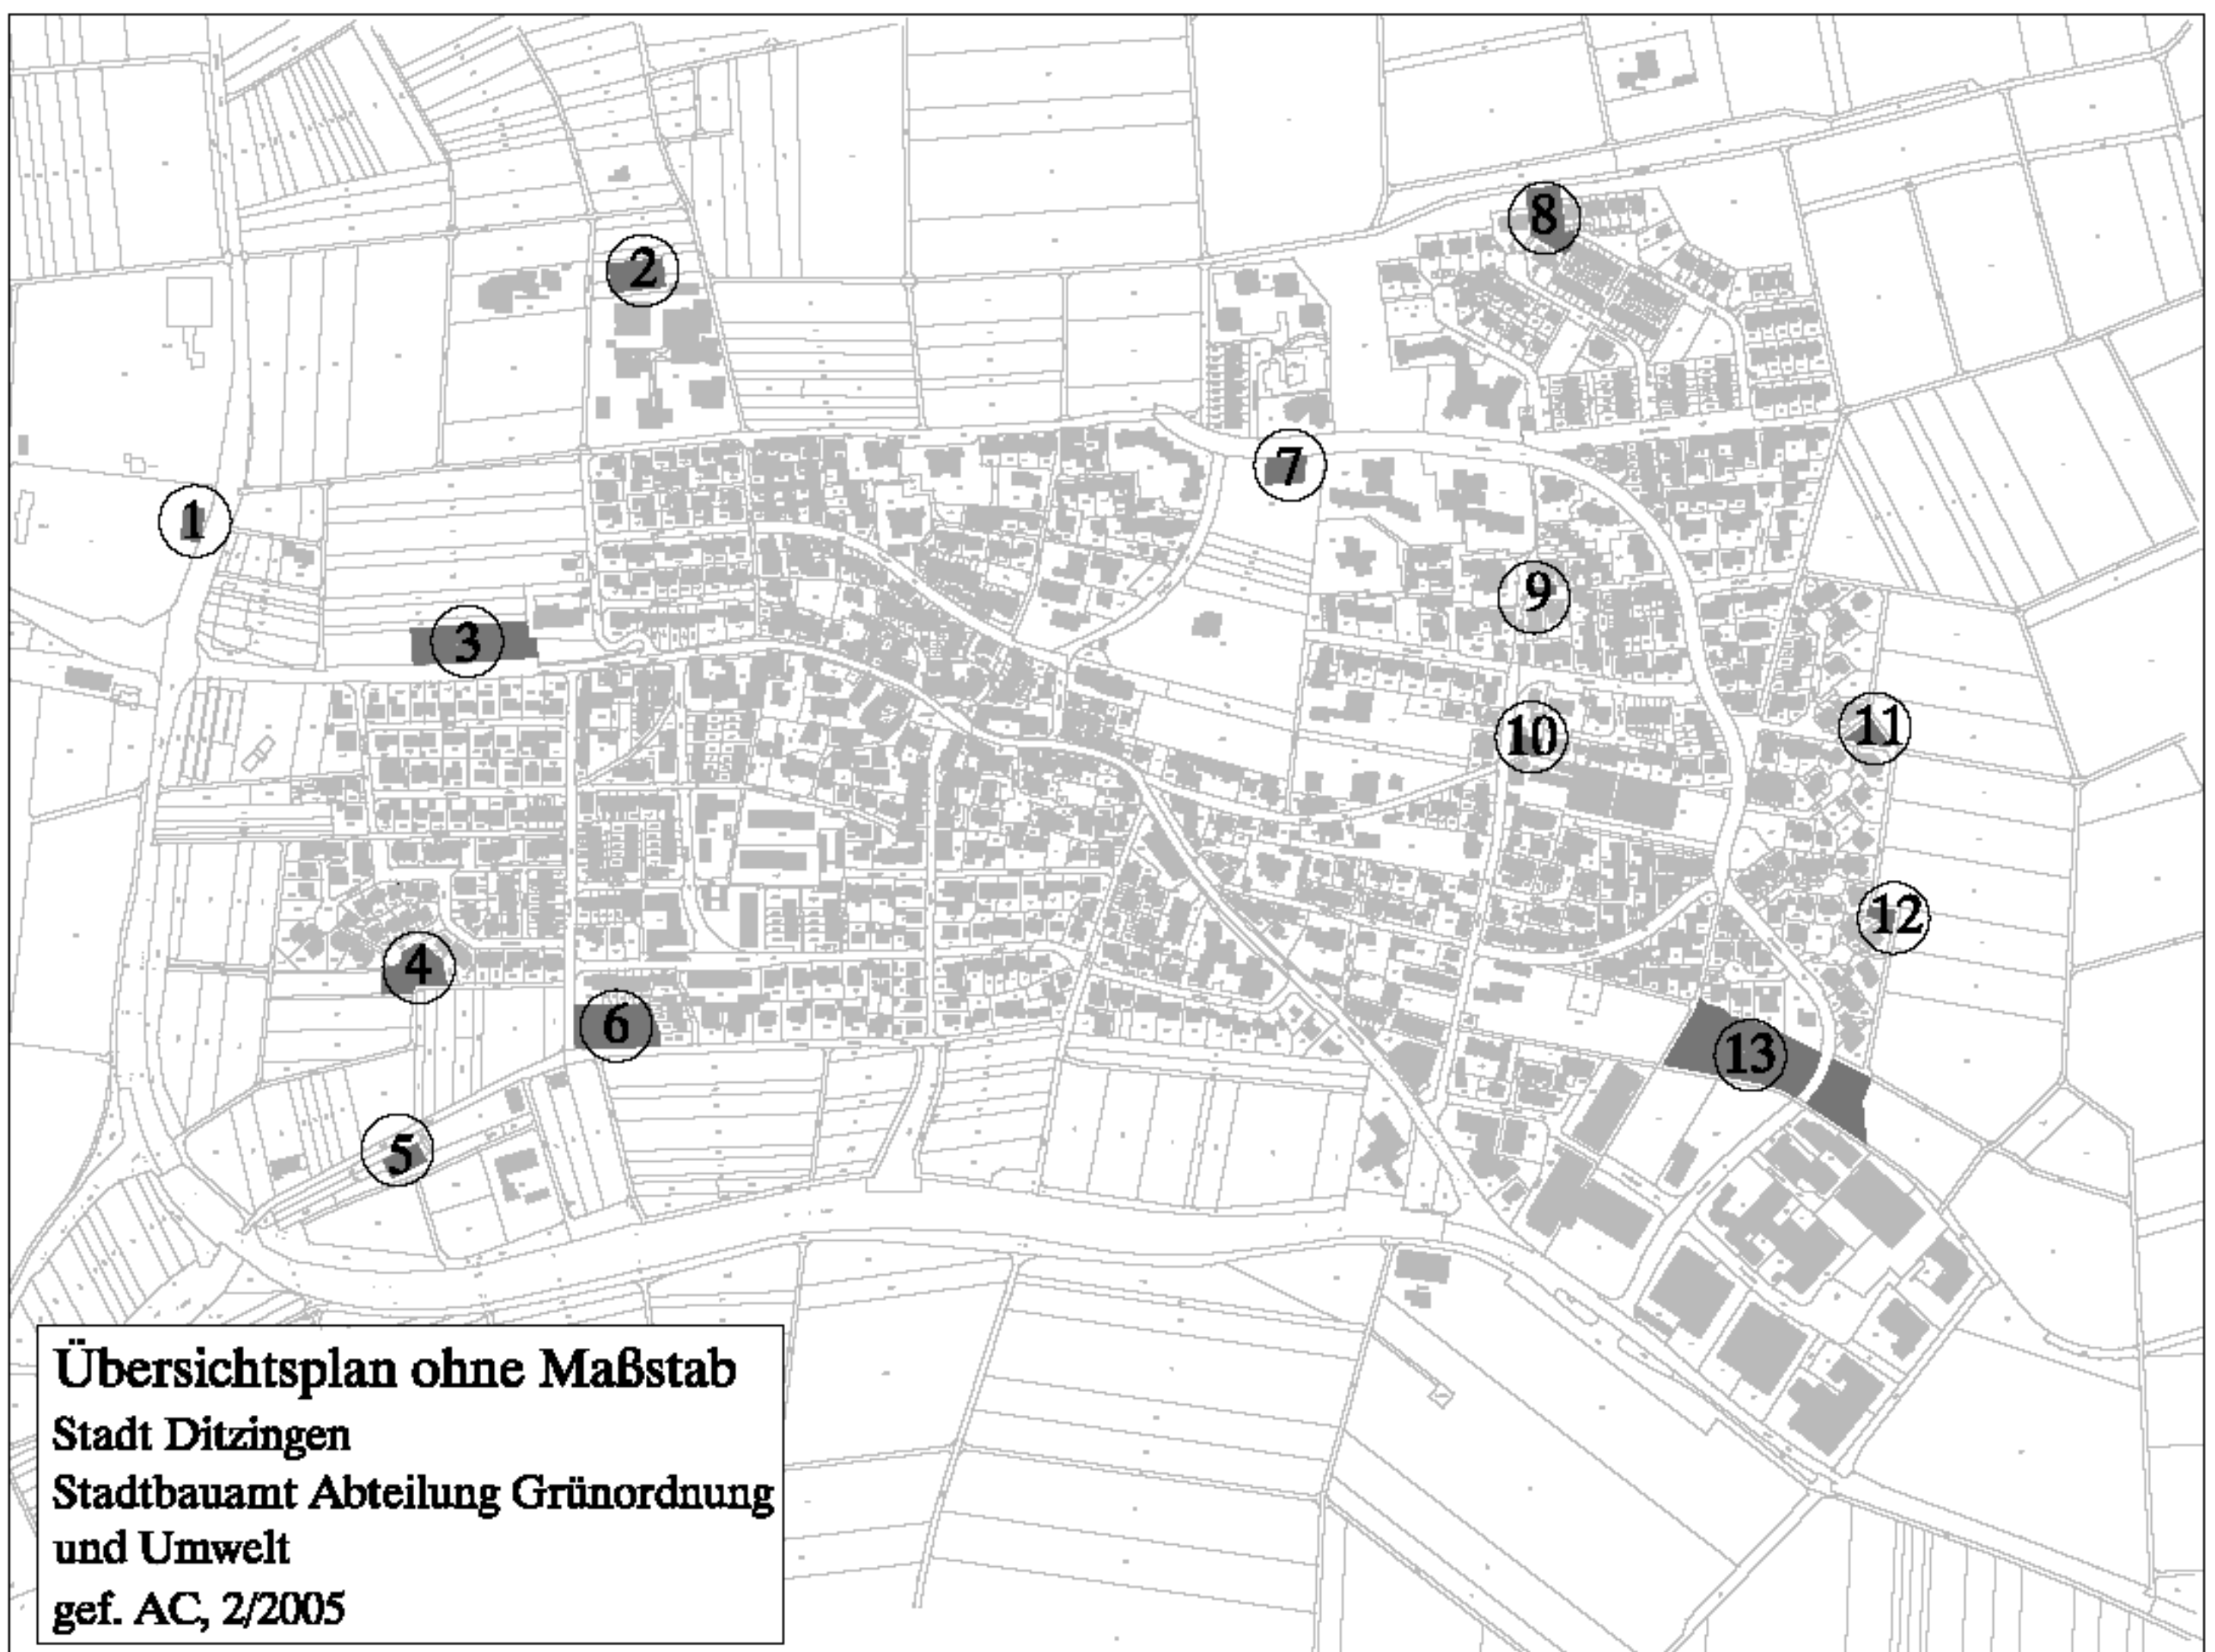 8
2
7
1
9
3
11
10
12
4
6
13
5
Übersichtsplan ohne Maßstab
Stadt Ditzingen
Stadtbauamt Abteilung Grünordnung
und Umwelt
gef. AC, 2/2005